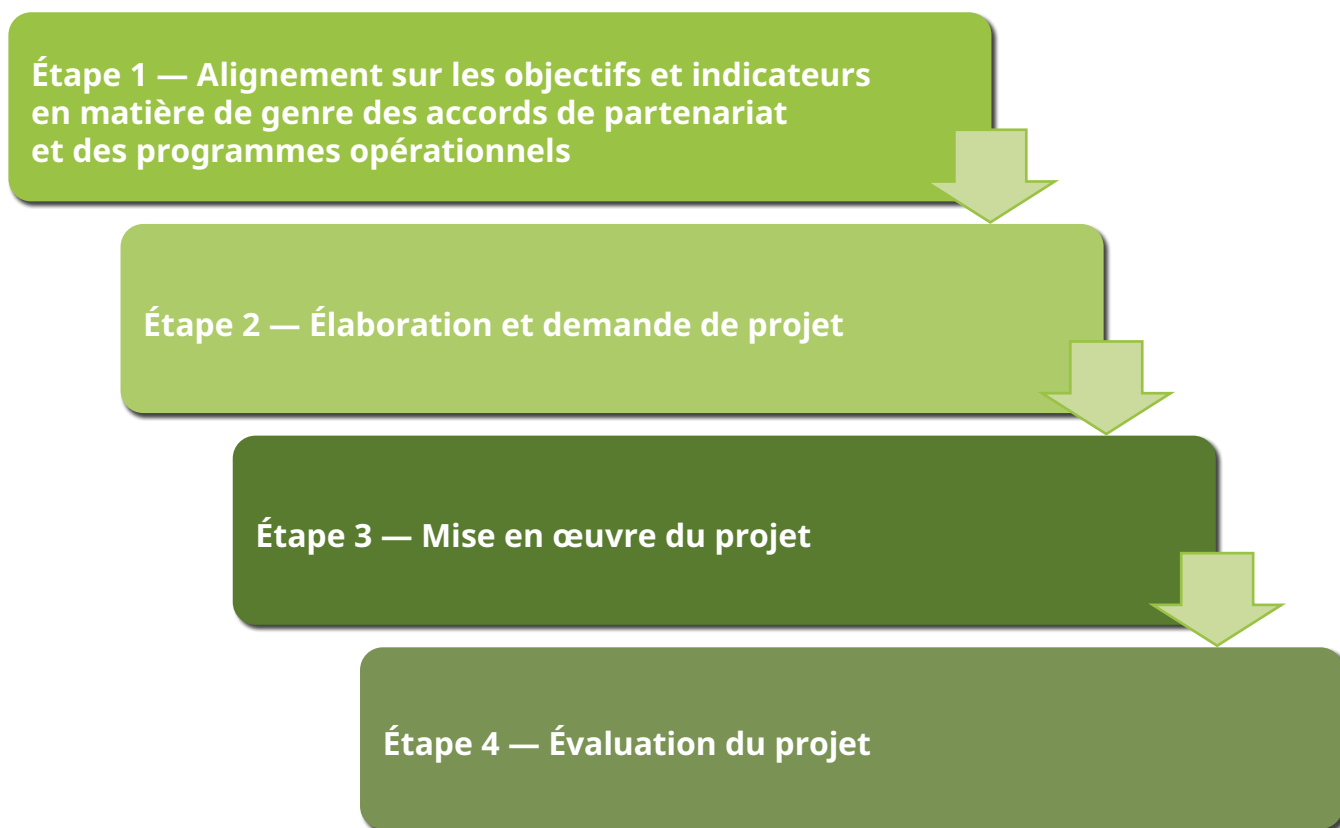 Étape 1 — Alignement sur les objectifs et indicateurs
en matière de genre des accords de partenariat
et des programmes opérationnels
Étape 2 — Élaboration et demande de projet
Étape 3 — Mise en œuvre du projet
Étape 4 — Évaluation du projet